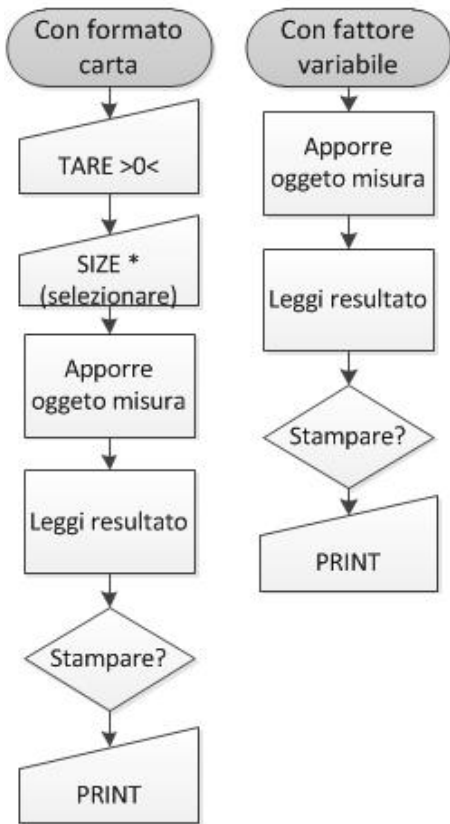 Con formato
carta
TARE >0<
SIZE *
(selezionare)
Apporre
oggeto misura
Leggi resultato
Stampare?
PRINT
Con fattore
variabile
Apporre
oggeto misura
Leggi resultato
Stampare?
PRINT